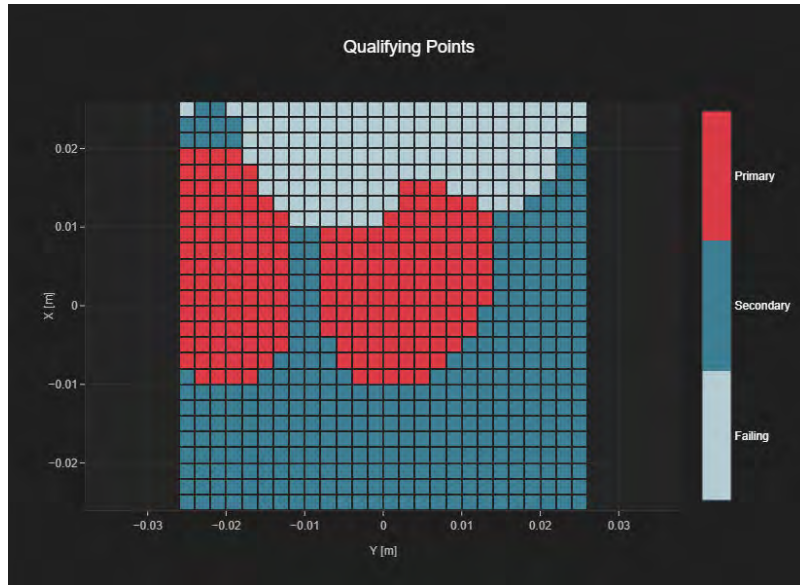 Qualifying Points
Primary
0.02
0.01
X [m]
0
Secondary
−0.01
Failing
−0.02
−0.03
−0.02
−0.01
0
0.01
0.02
0.03
Y [m]